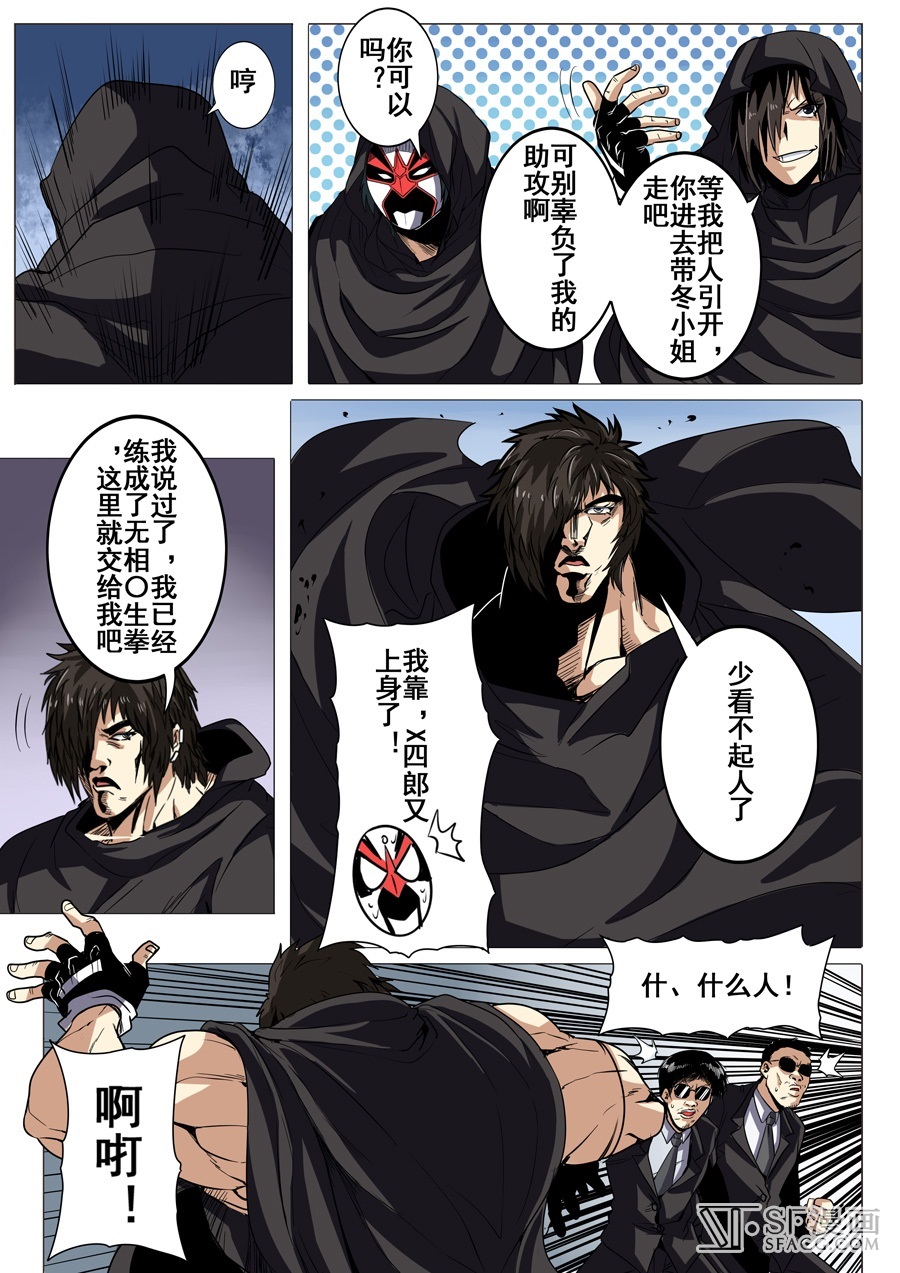 等我把人引开，
你进去带冬小姐
走吧
可别辜负了我的
助攻啊
你可以
吗？
哼
少看不起人了
我靠，X四郎又
上身了！
我说过了，我已经
练成了无相〇生拳
，这里就交给我吧
什、什么人！
啊咑！
SF漫画
SFACG.COM